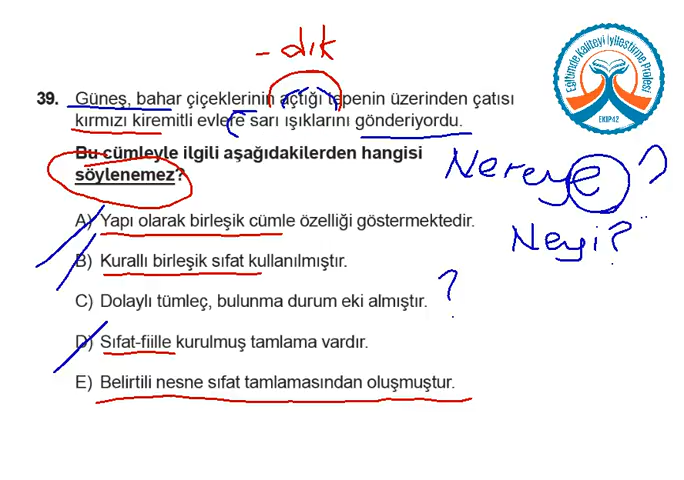 - dık
Eğitimde Kaliteyi İyileştirme Projesi
EKİP42
39. Güneş, bahar çiçeklerinin açtığı tepenin üzerinden çatısı
kırmızı kiremitli evlere sarı ışıklarını gönderiyordu.
Bu cümleyle ilgili aşağıdakilerden hangisi
söylenemez?
Nereye ?
Neyi?
A) Yapı olarak birleşik cümle özelliği göstermektedir.
B) Kurallı birleşik sıfat kullanılmıştır.
C) Dolaylı tümleç, bulunma durum eki almıştır. ?
D) Sıfat-fiille kurulmuş tamlama vardır.
E) Belirtili nesne sıfat tamlamasından oluşmuştur.